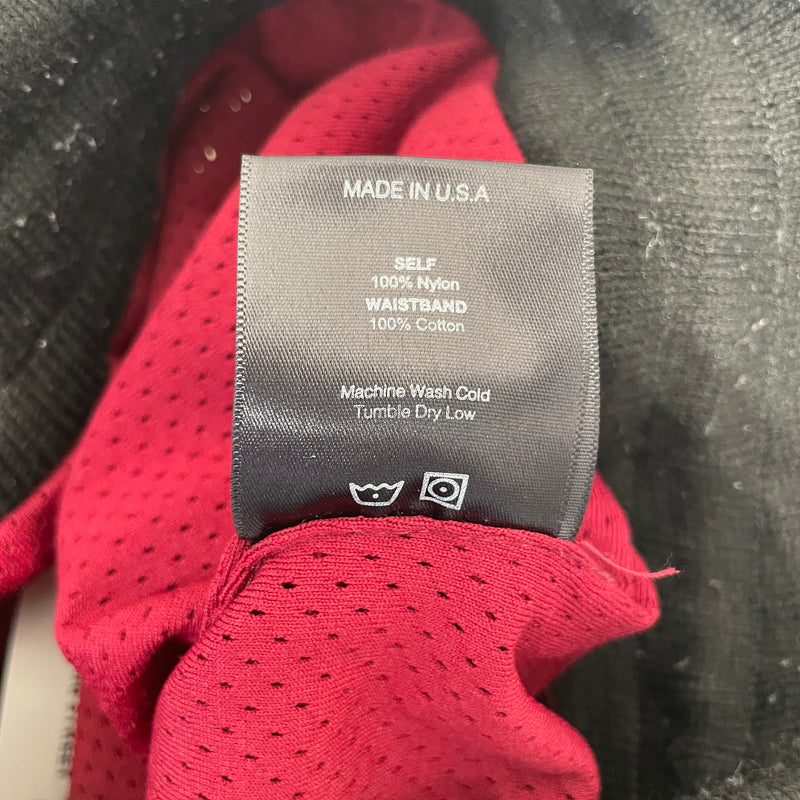 MADE IN U.S.A
SELF
100% Nylon
WAISTBAND
100% Cotton
Machine Wash Cold
Tumble Dry Low